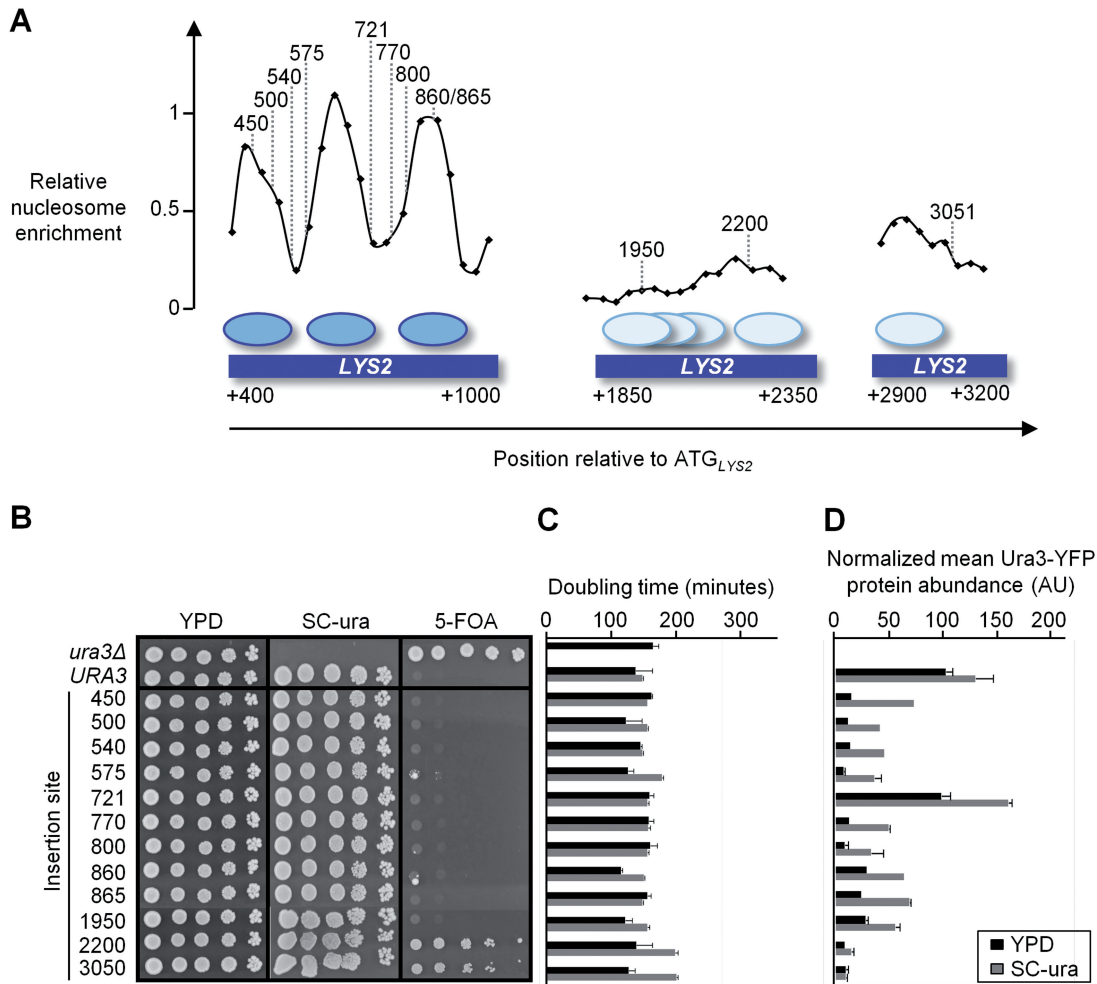 A
Relative
nucleosome
enrichment
1
0.5
0
450
500
540
575
721
770
800
860/865
1950
2200
3051
LYS2
LYS2
LYS2
+400
+1000
+1850
+2350
+2900
+3200
Position relative to ATG LYS2
B
YPD
SC-ura
5-FOA
ura3Δ
URA3
Insertion site
450
500
540
575
721
770
800
860
865
1950
2200
3050
C
Doubling time (minutes)
0
100
200
300
D
Normalized mean Ura3-YFP
protein abundance (AU)
0
50
100
150
200
YPD
SC-ura